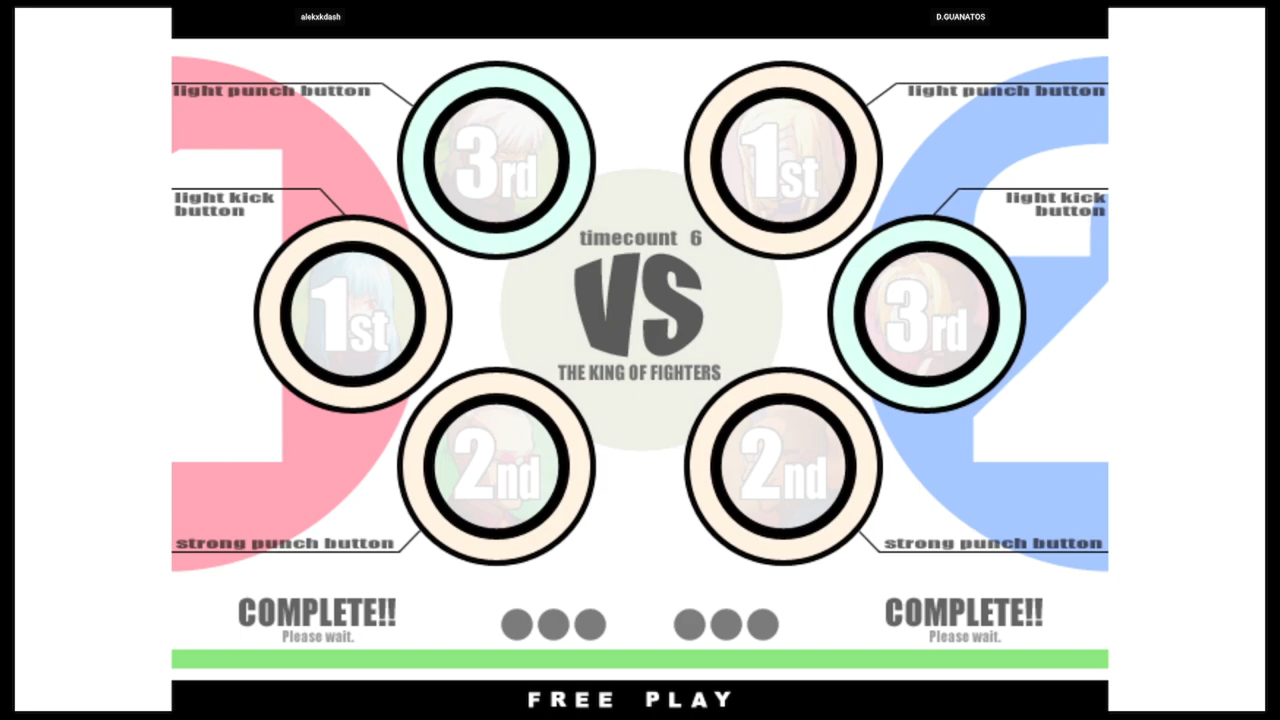 alekxkdash
D.GUANATOS
light punch button
light punch button
3rd
1st
light kick
button
light kick
button
timecount 6
VS
THE KING OF FIGHTERS
1st
3rd
2nd
2nd
strong punch button
strong punch button
COMPLETE!!
Please wait.
COMPLETE!!
Please wait.
FREE PLAY